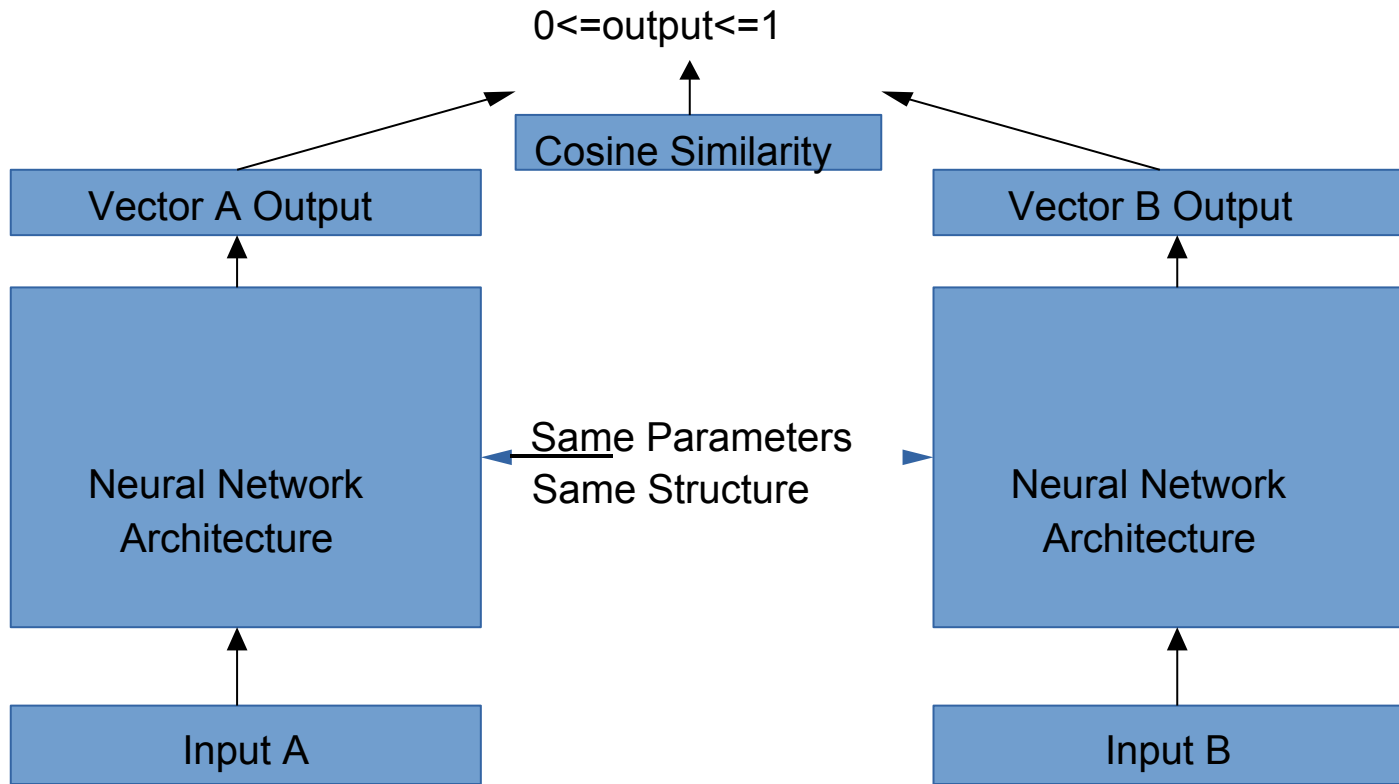 0<=output<=1
Cosine Similarity
Vector A Output
Vector B Output
Same Parameters
Same Structure
Neural Network
Architecture
Neural Network
Architecture
Input A
Input B